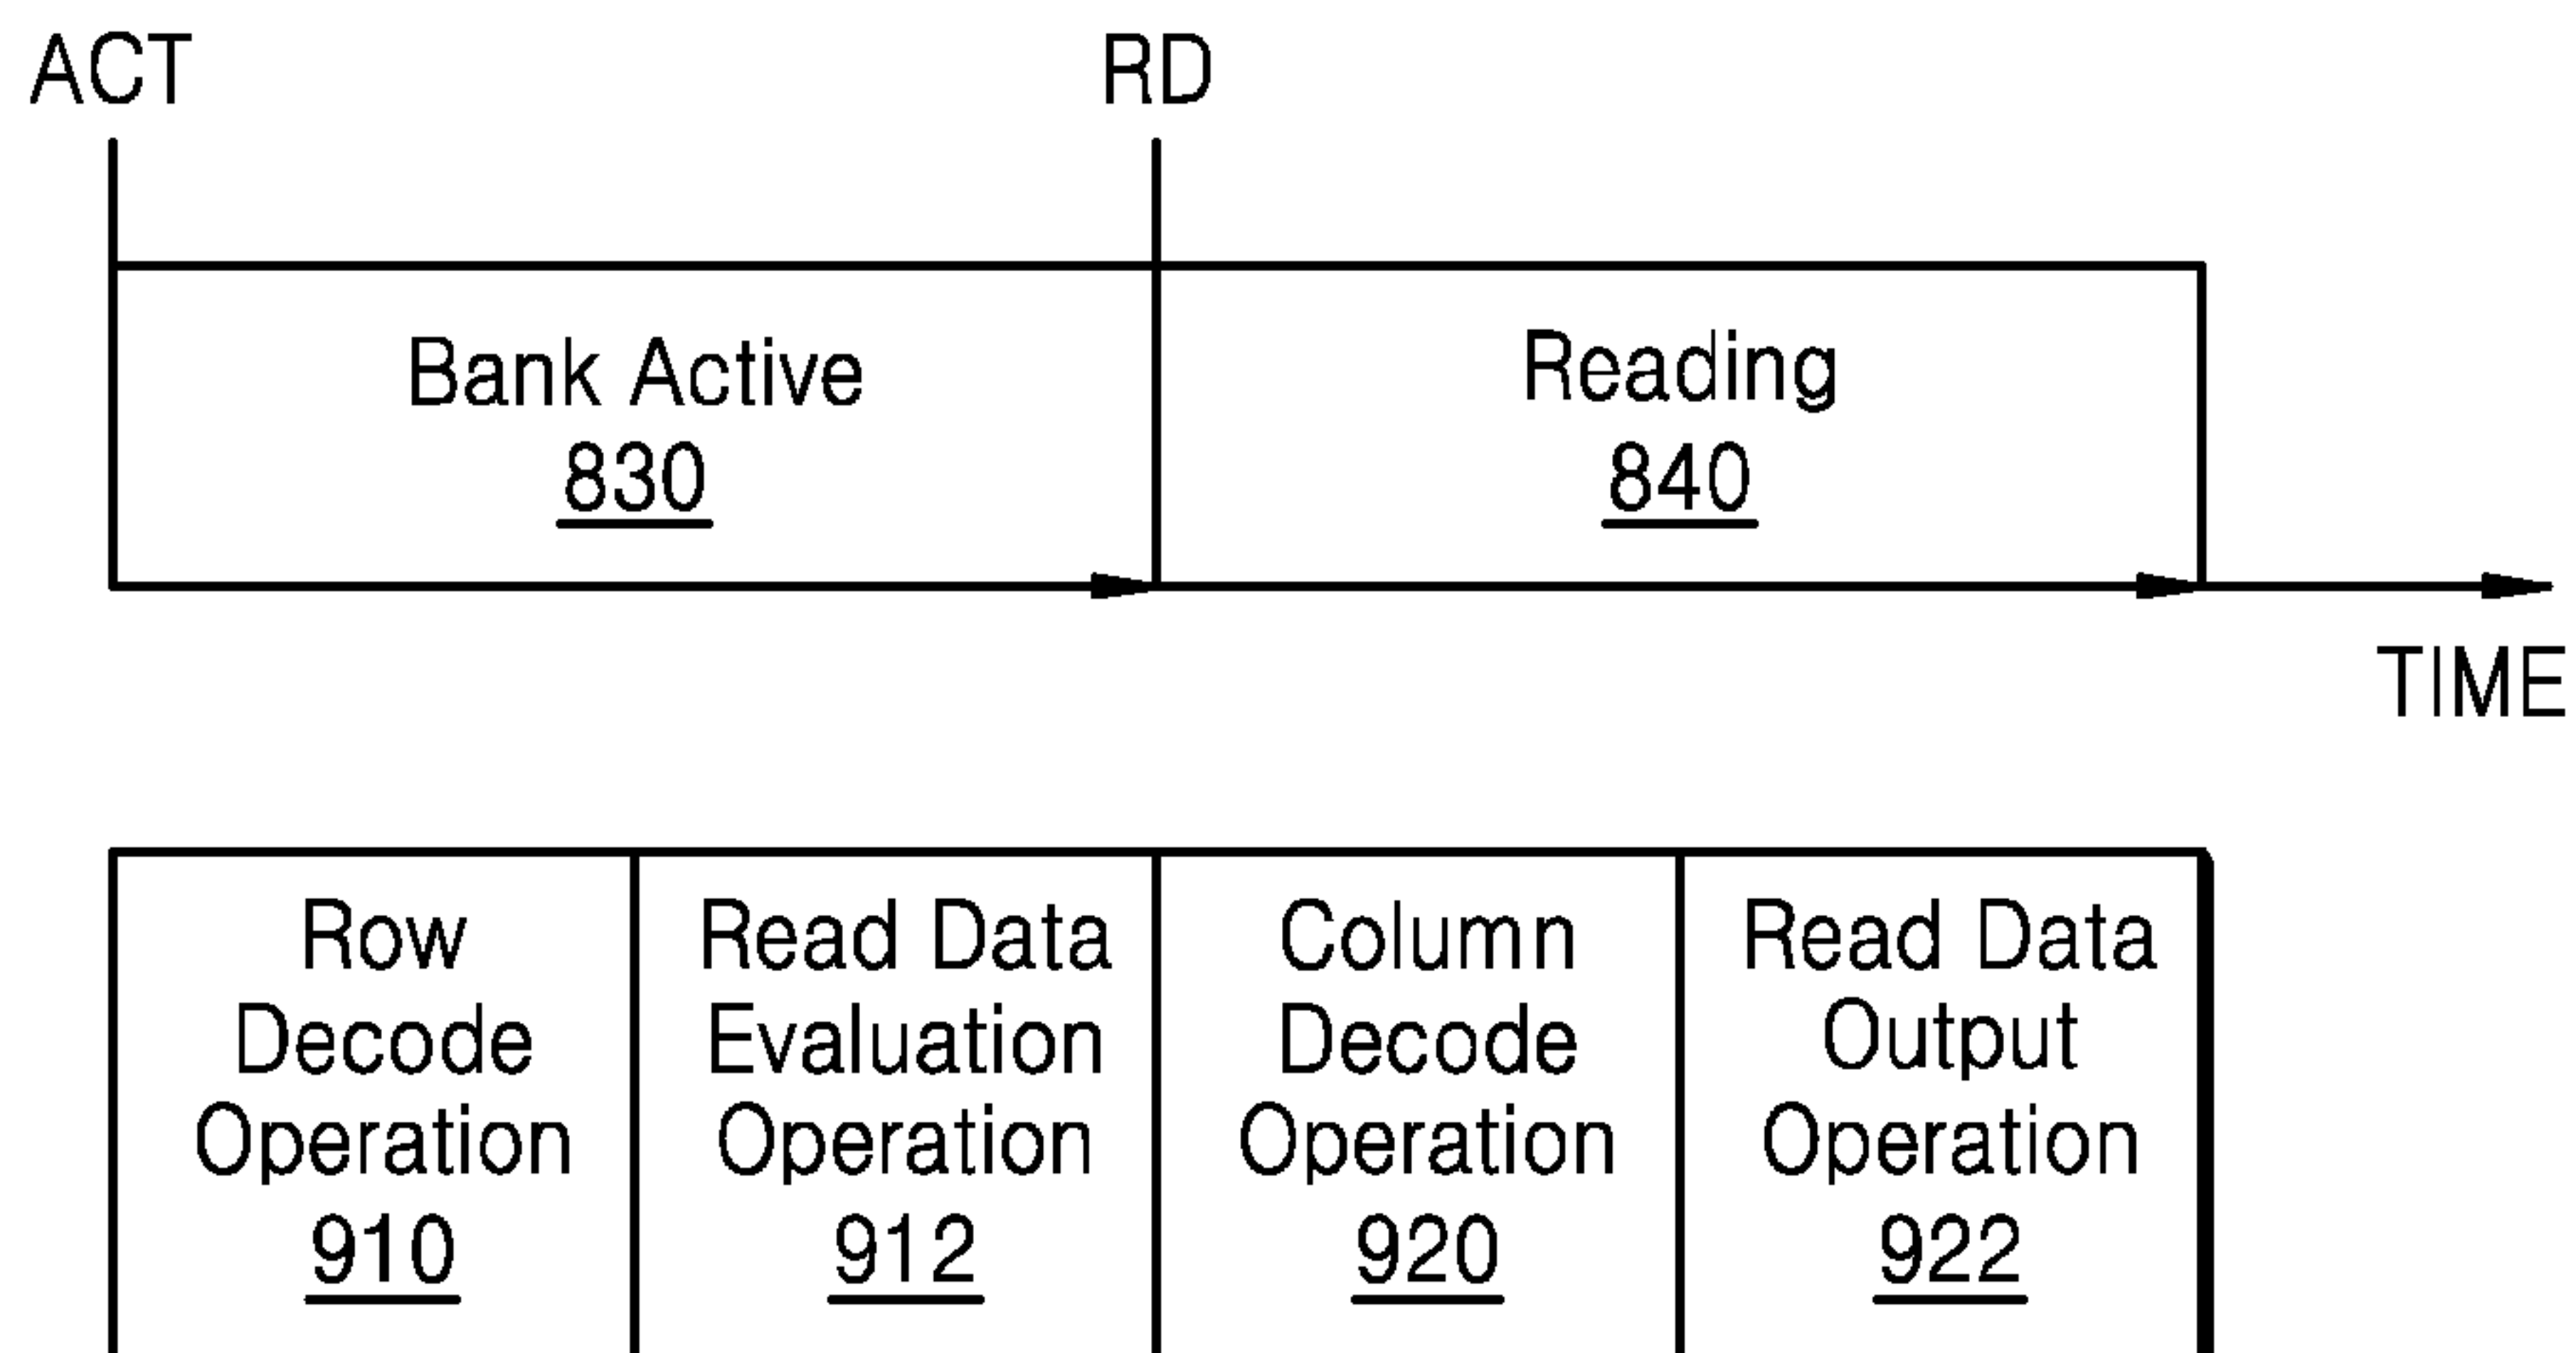 ACT
RD
Bank Active
830
Reading
840
TIME
Row
Decode
Operation
910
Read Data
Evaluation
Operation
912
Column
Decode
Operation
920
Read Data
Output
Operation
922